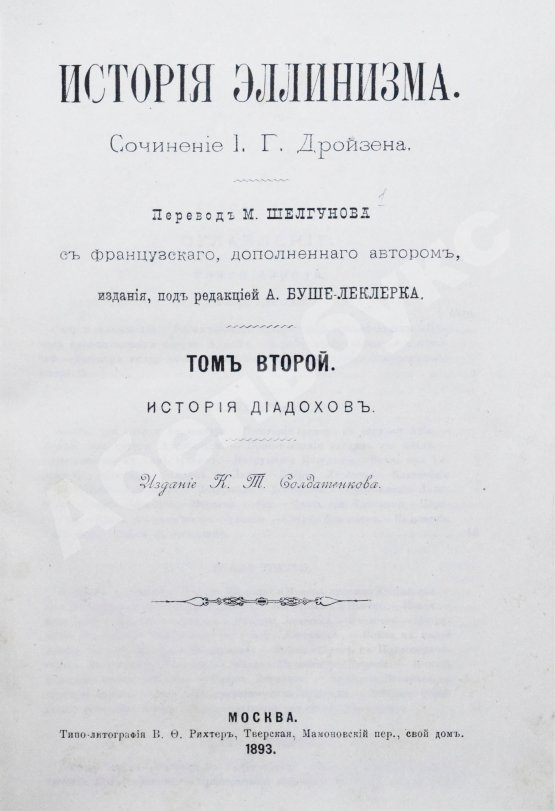 ИСТОРІЯ ЭЛЛИНИЗМА.
Сочиненіе І. Г. Дройзена.
Переводъ М. ШЕЛГУНОВА
съ французскаго, дополненнаго авторомъ,
изданія, подъ редакціей А. БУШЕ-ЛЕКЛЕРКА.
ТОМЪ ВТОРОЙ.
ИСТОРІЯ ДІАДОХОВЪ.
Изданіе К. Т. Солдатенкова.
МОСКВА.
Типо-литографія В. Ѳ. Рихтеръ, Тверская, Мамоновскій пер., свой домъ.
1893.
Абельбукс